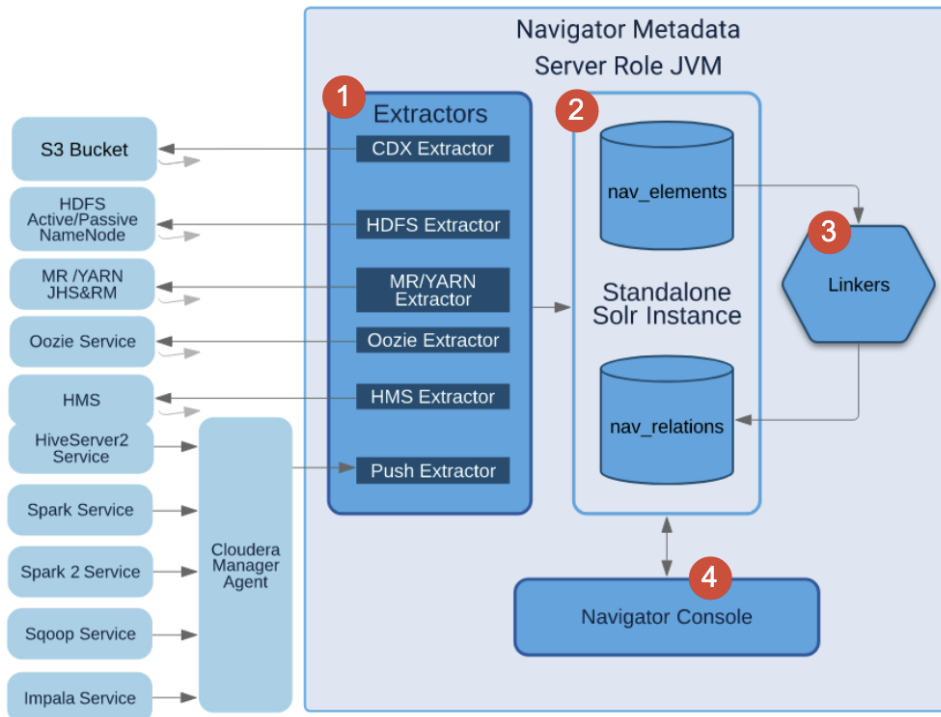 Navigator Metadata
Server Role JVM
1
Extractors
CDX Extractor
HDFS Extractor
MR/YARN
Extractor
Oozie Extractor
HMS Extractor
Push Extractor
S3 Bucket
HDFS
Active/Passive
NameNode
MR /YARN
JHS&RM
Oozie Service
HMS
HiveServer2
Service
Spark Service
Spark 2 Service
Sqoop Service
Impala Service
Cloudera
Manager
Agent
2
nav_elements
Standalone
Solr Instance
nav_relations
3
Linkers
4
Navigator Console